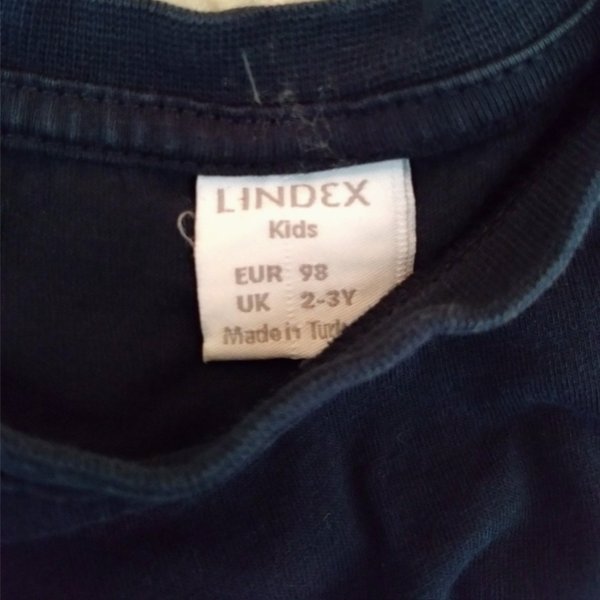 LINDEX
Kids
EUR 98
UK 2-3Y
Made in